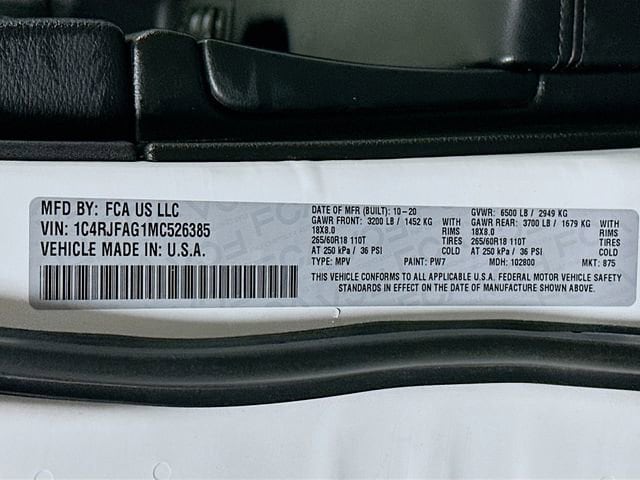 MFD BY: FCA US LLC
VIN: 1C4RJFAG1MC526385
VEHICLE MADE IN: U.S.A.
DATE OF MFR (BUILT): 10-20 GVWR: 6500 LB / 2949 KG
GAWR FRONT: 3200 LB / 1452 KG WITH GAWR REAR: 3700 LB / 1679 KG WITH
18X8.0 RIMS 18X8.0 RIMS
265/60R18 110T TIRES 265/60R18 110T TIRES
AT 250 kPa / 36 PSI COLD AT 250 kPa / 36 PSI COLD
TYPE: MPV PAINT: PW7 MDH: 102800 MKT: 875
THIS VEHICLE CONFORMS TO ALL APPLICABLE U.S.A. FEDERAL MOTOR VEHICLE SAFETY
STANDARDS IN EFFECT ON THE DATE OF MANUFACTURE SHOWN ABOVE.